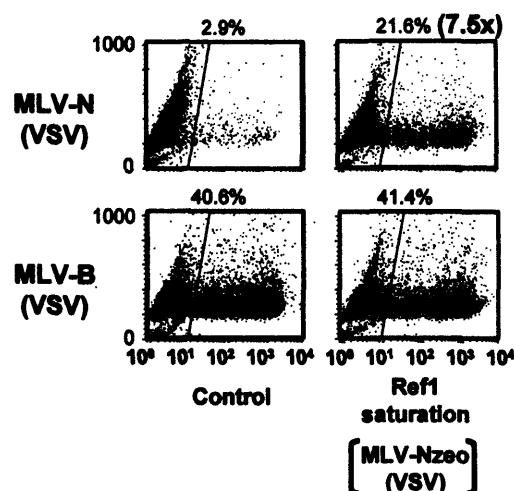 2.9%
21.6% (7.5x)
1000
MLV-N
(VSV)
0
40.6%
41.4%
1000
MLV-B
(VSV)
0
10⁰ 10¹ 10² 10³ 10⁴
10⁰ 10¹ 10² 10³ 10⁴
Control
Ref1
saturation
[MLV-Nzeo
(VSV)]